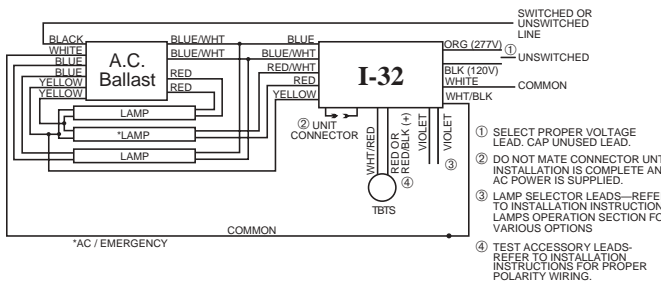 SWITCHED OR
UNSWITCHED
LINE
BLACK
WHITE
BLUE
BLUE
YELLOW
YELLOW
A.C.
Ballast
BLUE/WHT
BLUE/WHT
RED
RED
BLUE
BLUE/WHT
RED/WHT
RED
YELLOW
I-32
ORG (277V)
①
UNSWITCHED
BLK (120V)
WHITE
COMMON
WHT/BLK
LAMP
*LAMP
LAMP
② UNIT
CONNECTOR
WHT/RED
RED OR
RED/BLK (+)
VIOLET
VIOLET
③
④
TBTS
COMMON
*AC / EMERGENCY
① SELECT PROPER VOLTAGE
LEAD. CAP UNUSED LEAD.
② DO NOT MATE CONNECTOR UNT
INSTALLATION IS COMPLETE AN
AC POWER IS SUPPLIED.
③ LAMP SELECTOR LEADS—REFE
TO INSTALLATION INSTRUCTION
LAMPS OPERATION SECTION FO
VARIOUS OPTIONS
④ TEST ACCESSORY LEADS-
REFER TO INSTALLATION
INSTRUCTIONS FOR PROPER
POLARITY WIRING.